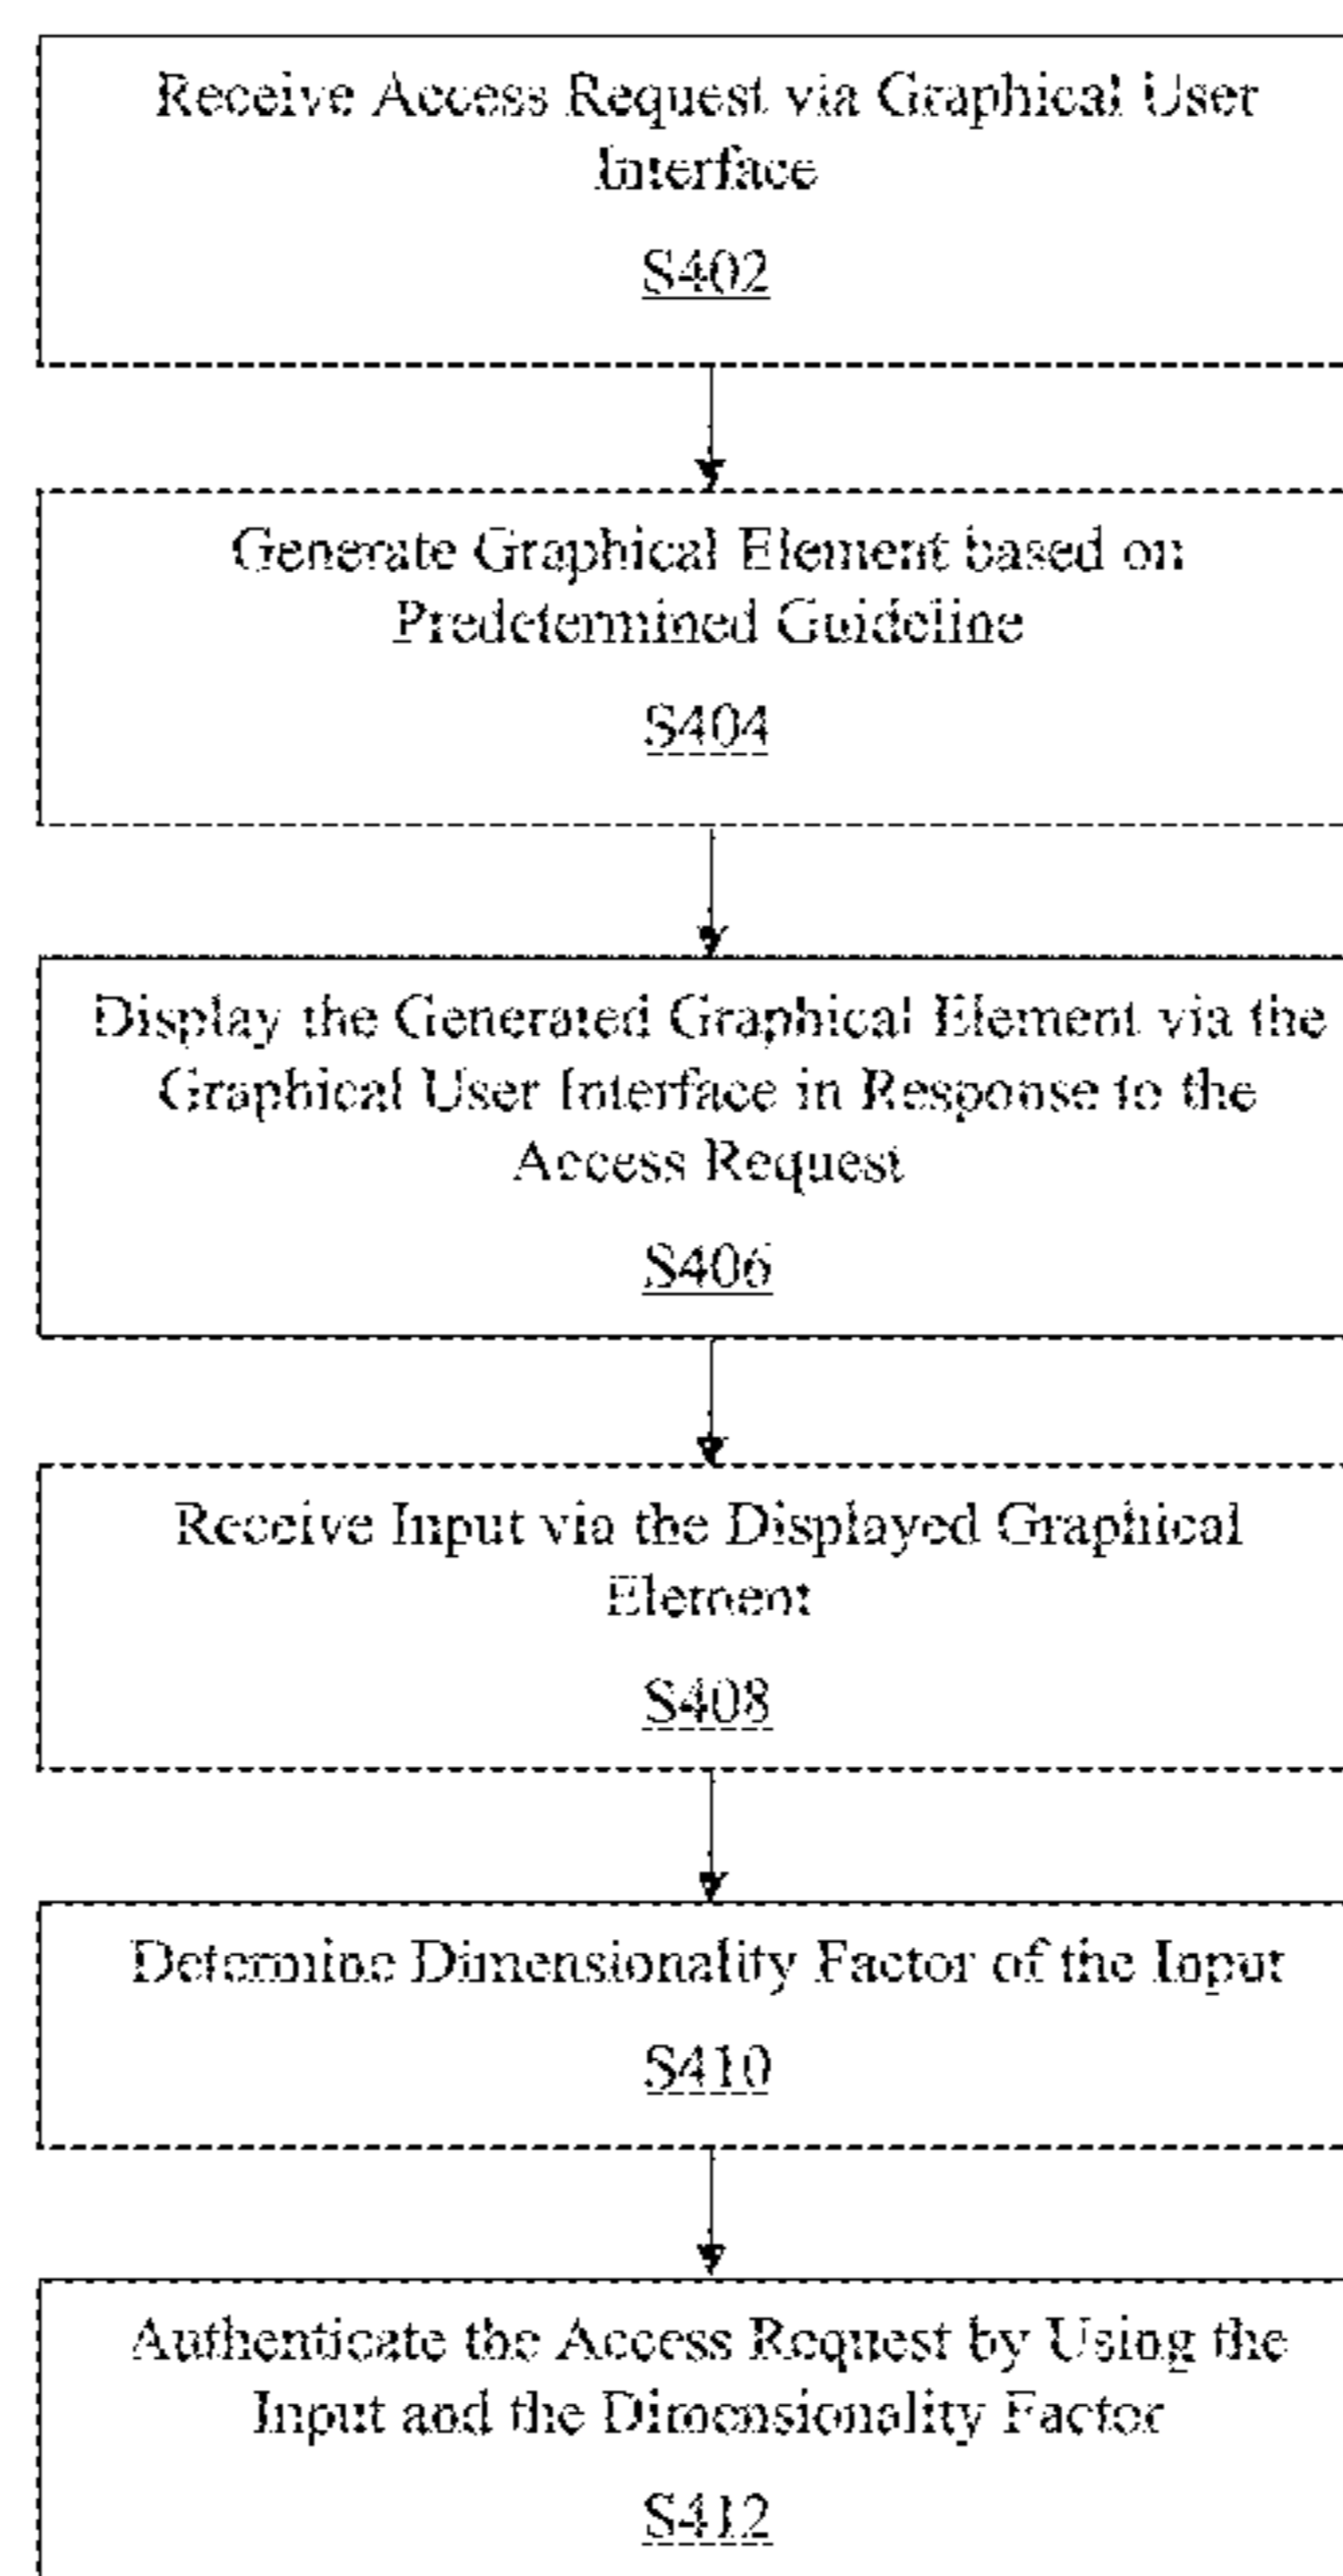 Receive Access Request via Graphical User
Interface
S402
Generate Graphical Element based on
Predetermined Guideline
S404
Display the Generated Graphical Element via the
Graphical User Interface in Response to the
Access Request
S406
Receive Input via the Displayed Graphical
Element
S408
Determine Dimensionality Factor of the Input
S410
Authenticate the Access Request by Using the
Input and the Dimensionality Factor
S412